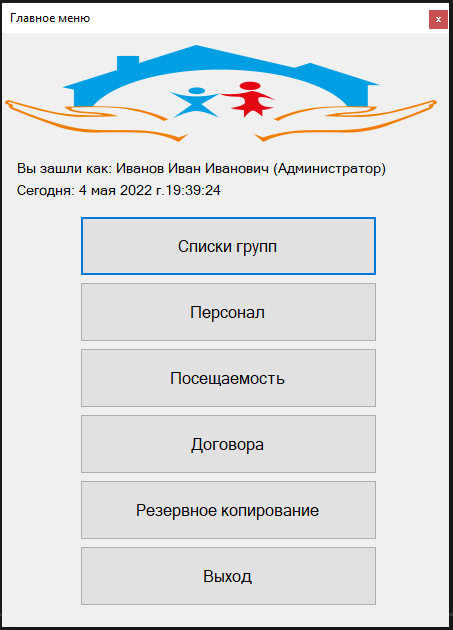 Главное меню
x
Вы зашли как: Иванов Иван Иванович (Администратор)
Сегодня: 4 мая 2022 г.19:39:24
Списки групп
Персонал
Посещаемость
Договора
Резервное копирование
Выход